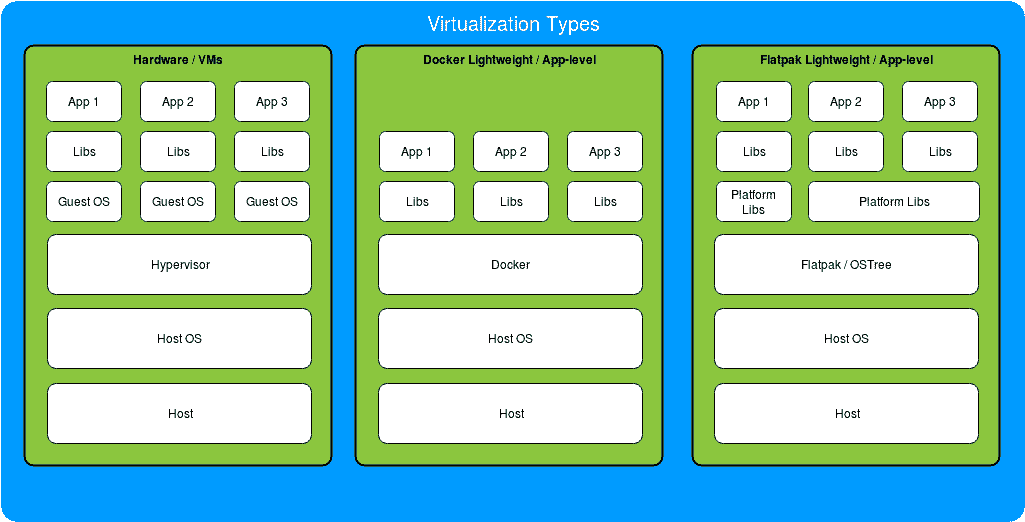 Virtualization Types
Hardware / VMs
App 1
App 2
App 3
Libs
Libs
Libs
Guest OS
Guest OS
Guest OS
Hypervisor
Host OS
Host
Docker Lightweight / App-level
App 1
App 2
App 3
Libs
Libs
Libs
Docker
Host OS
Host
Flatpak Lightweight / App-level
App 1
App 2
App 3
Libs
Libs
Libs
Platform
Libs
Platform Libs
Flatpak / OSTree
Host OS
Host